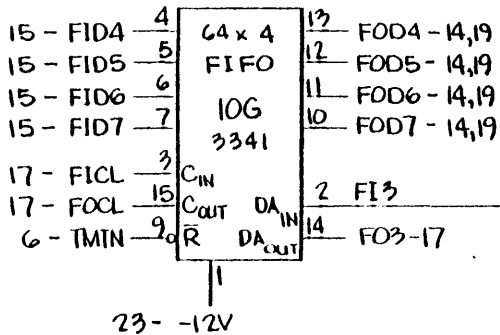 15 - FID4 4 64 x 4 13 FOD4 - 14,19
15 - FID5 5 FIFO 12 FOD5 - 14,19
15 - FID6 6 11 FOD6 - 14,19
15 - FID7 7 10G 10 FOD7 - 14,19
3341
17 - FICL 3 CIN
17 - FOCL 15 COUT DAIN 2 FI3
6 - TMTN 9 R̅ DAOUT 14 FO3-17
1
23 - -12V